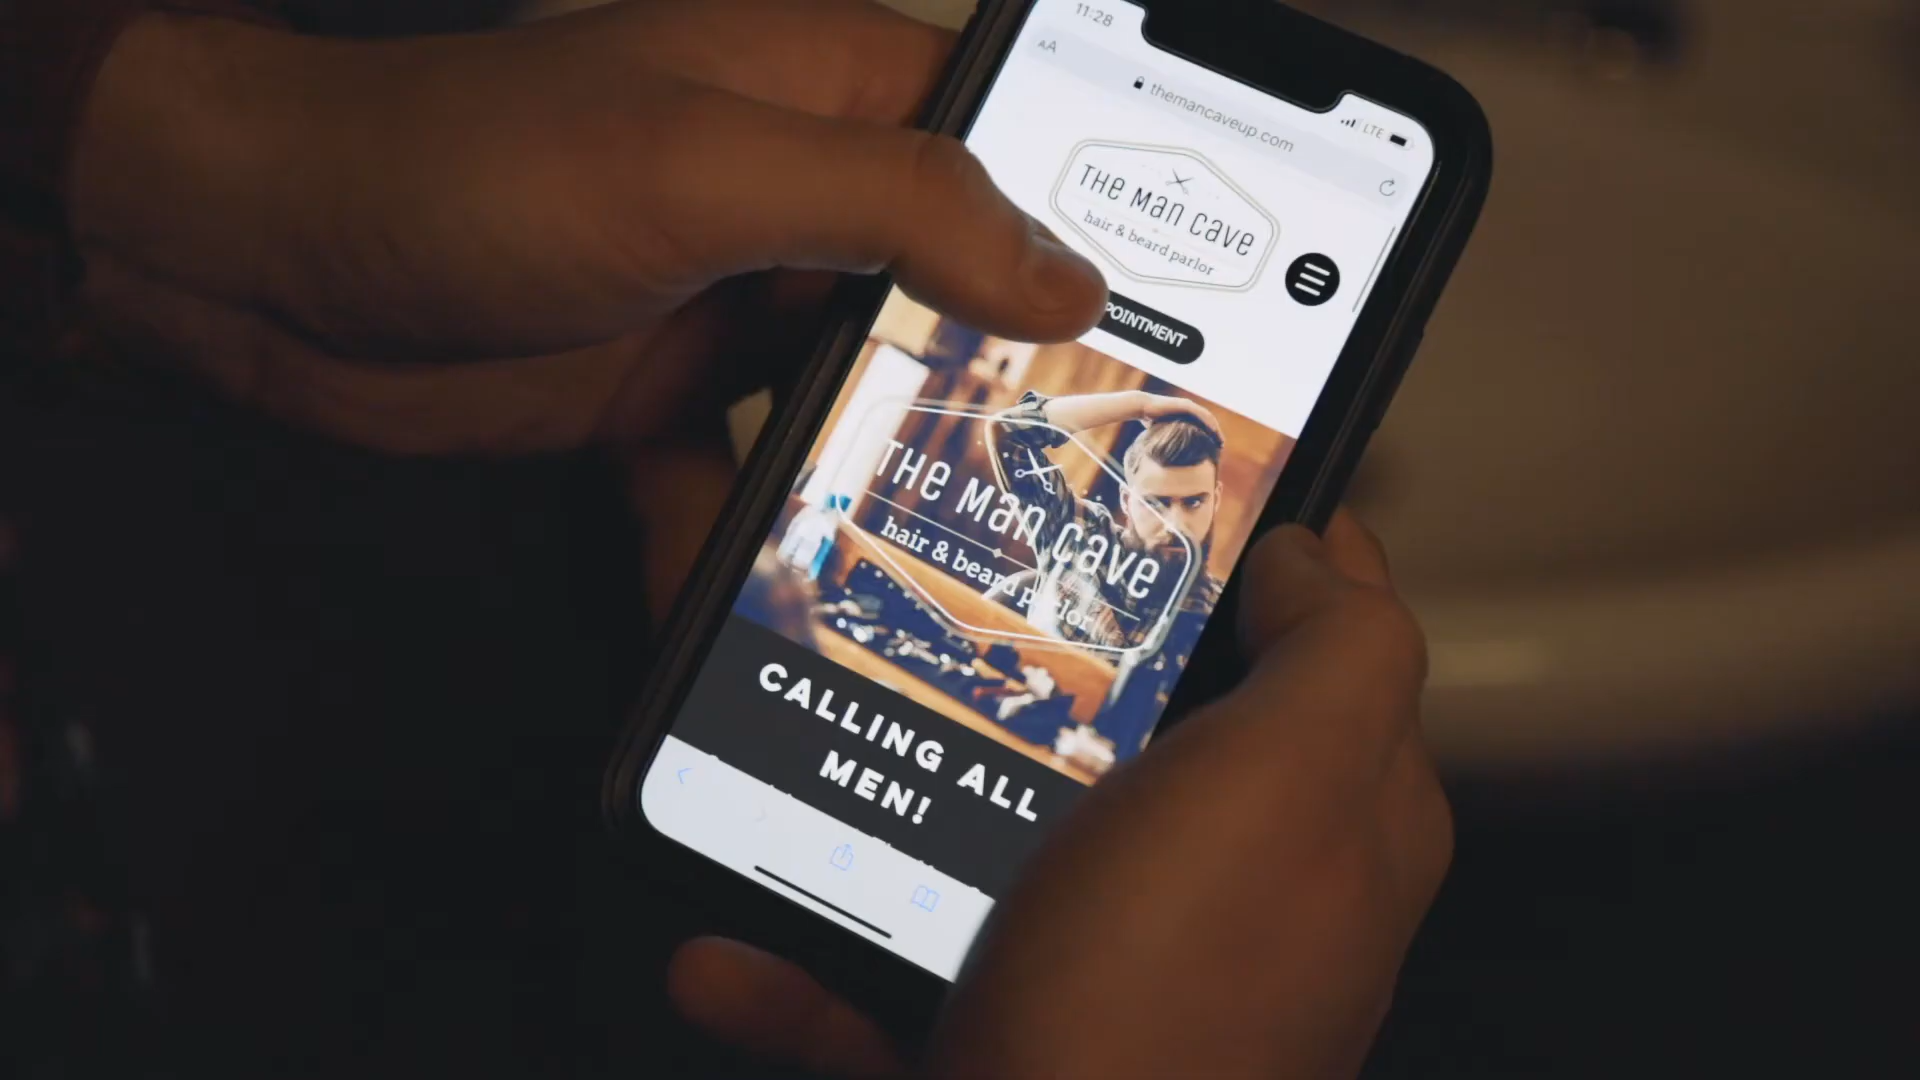 11:28
AA
themancaveup.com
LTE
THE MAN CAVE
hair & beard parlor
POINTMENT
THE MAN CAVE
hair & beard parlor
CALLING ALL
MEN!